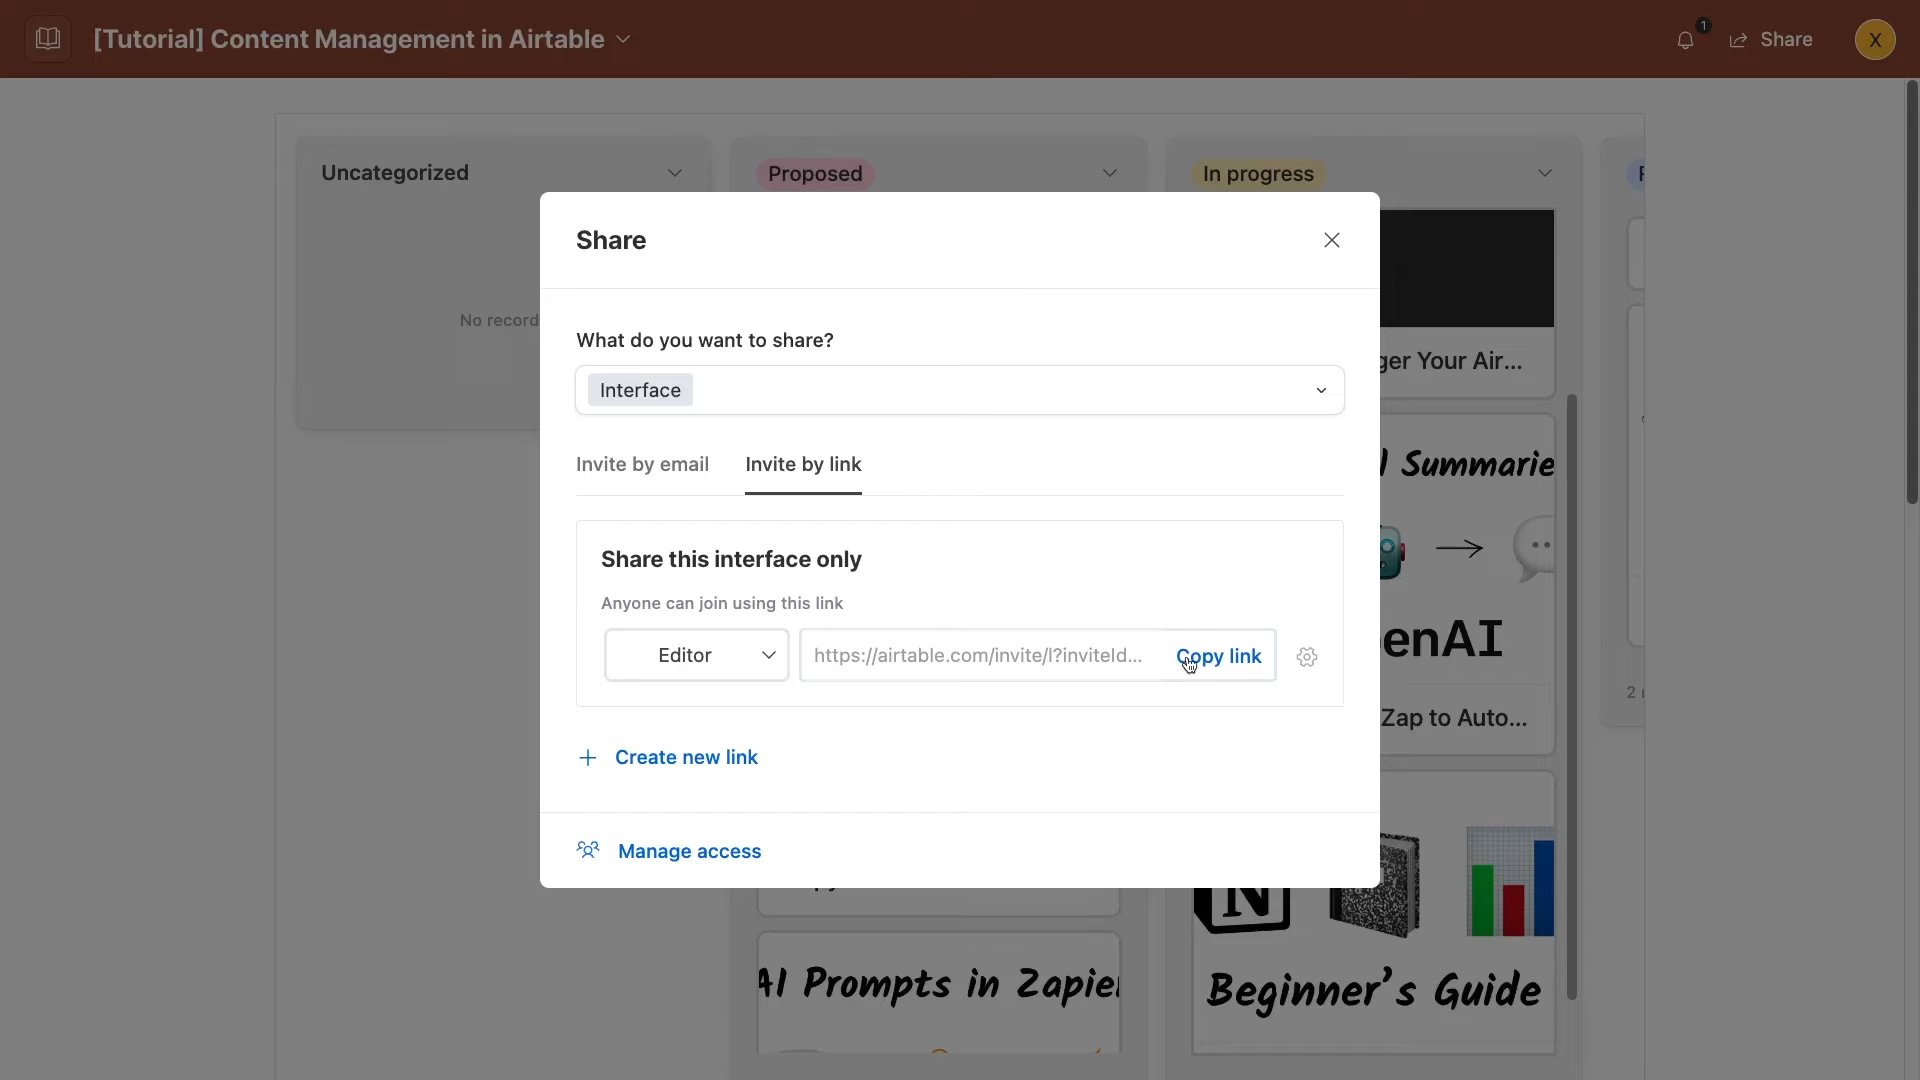 [Tutorial] Content Management in Airtable
1
Share
X
Uncategorized
Proposed
In progress
No record
Share
What do you want to share?
Interface
Invite by email
Invite by link
Share this interface only
Anyone can join using this link
Editor
https://airtable.com/invite/l?inviteId...
Copy link
Create new link
Manage access
ger Your Air...
Summarie
enAI
Zap to Auto...
2
N
AI Prompts in Zapier
Beginner's Guide